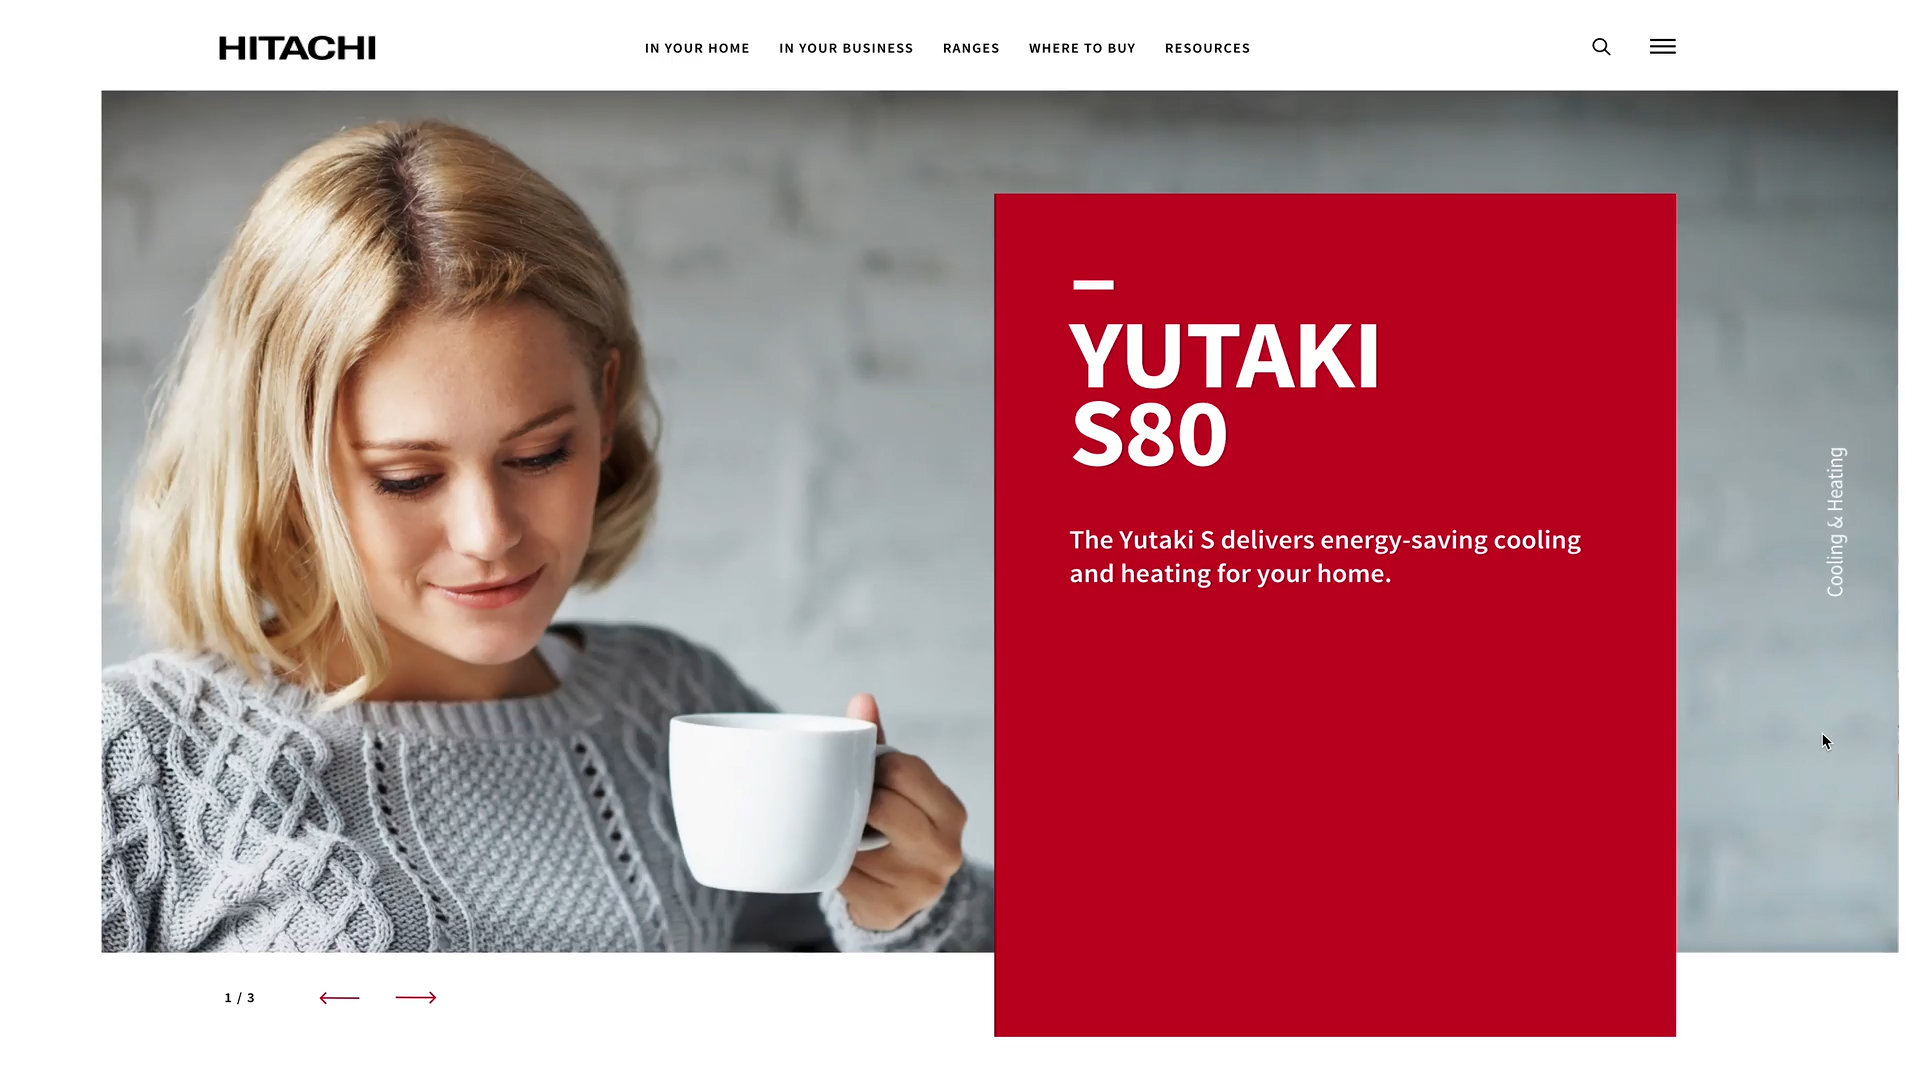 HITACHI
IN YOUR HOME
IN YOUR BUSINESS
RANGES
WHERE TO BUY
RESOURCES
YUTAKI
S80
The Yutaki S delivers energy-saving cooling
and heating for your home.
Cooling & Heating
1 / 3